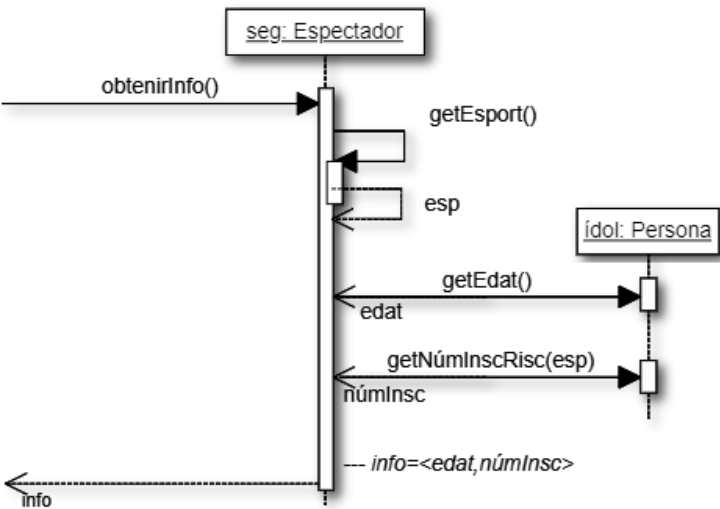 seg: Espectador
obtenirInfo()
getEsport()
esp
ídol: Persona
getEdat()
edat
getNúmInscRisc(esp)
númInsc
--- info=<edat,númInsc>
info